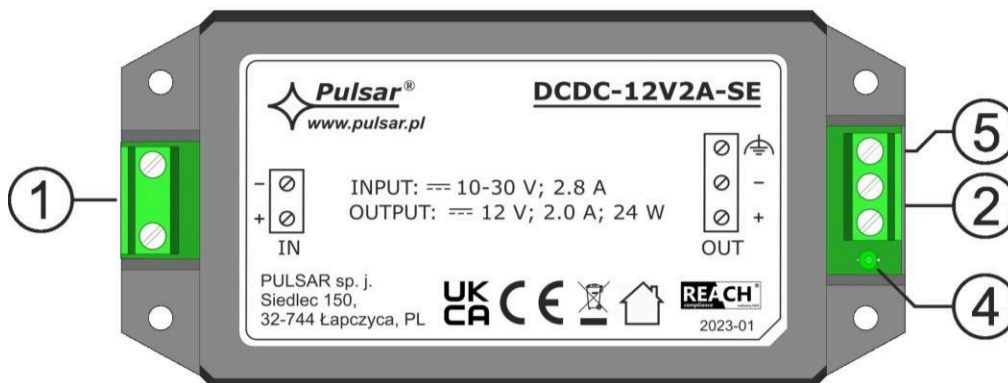 Pulsar®
www.pulsar.pl
DCDC-12V2A-SE
INPUT: ⎓ 10-30 V; 2.8 A
OUTPUT: ⎓ 12 V; 2.0 A; 24 W
-
+
IN
-
+
OUT
PULSAR sp. j.
Siedlec 150,
32-744 Łapczyca, PL
UK
CA
CE
REACH
compliance
2023-01
1
5
2
4